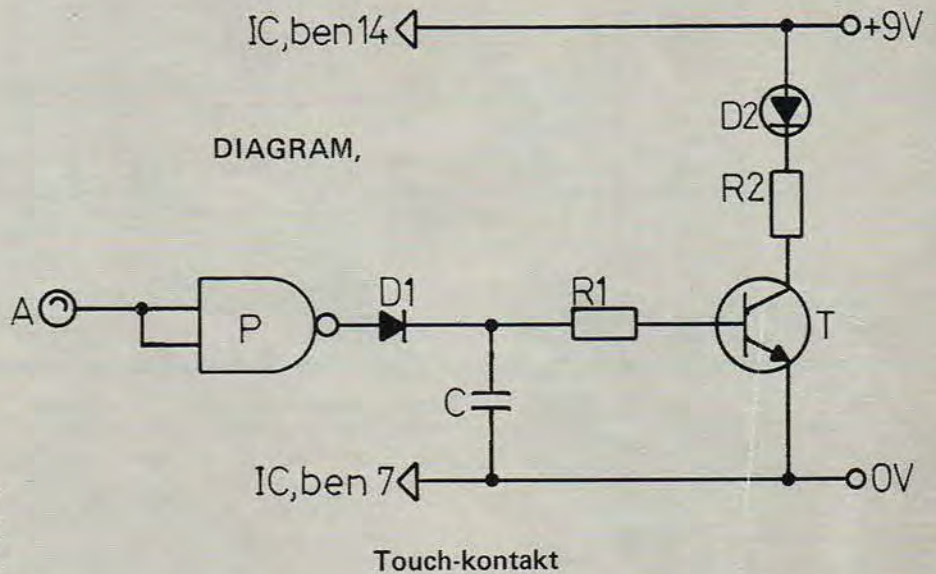 IC,ben 14 +9V
D2
DIAGRAM,
R2
A P D1 R1 T
C
IC,ben 7 0V
Touch-kontakt